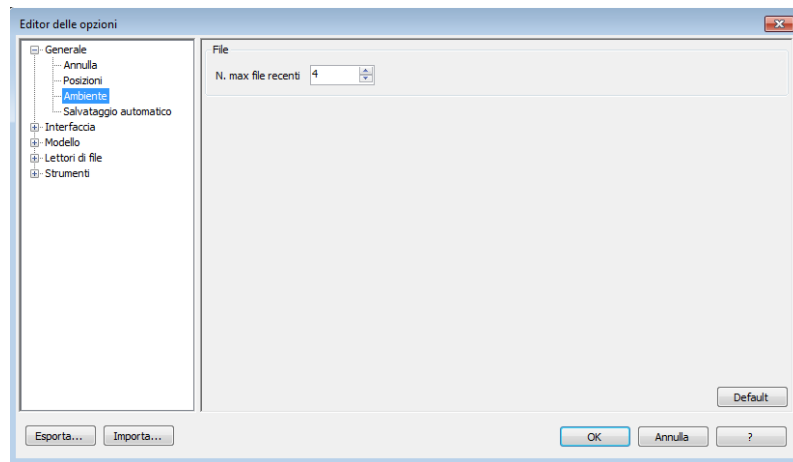 Editor delle opzioni
Generale
Annulla
Posizioni
Ambiente
Salvataggio automatico
Interfaccia
Modello
Lettori di file
Strumenti
File
N. max file recenti 4
Default
Esporta... Importa... OK Annulla ?